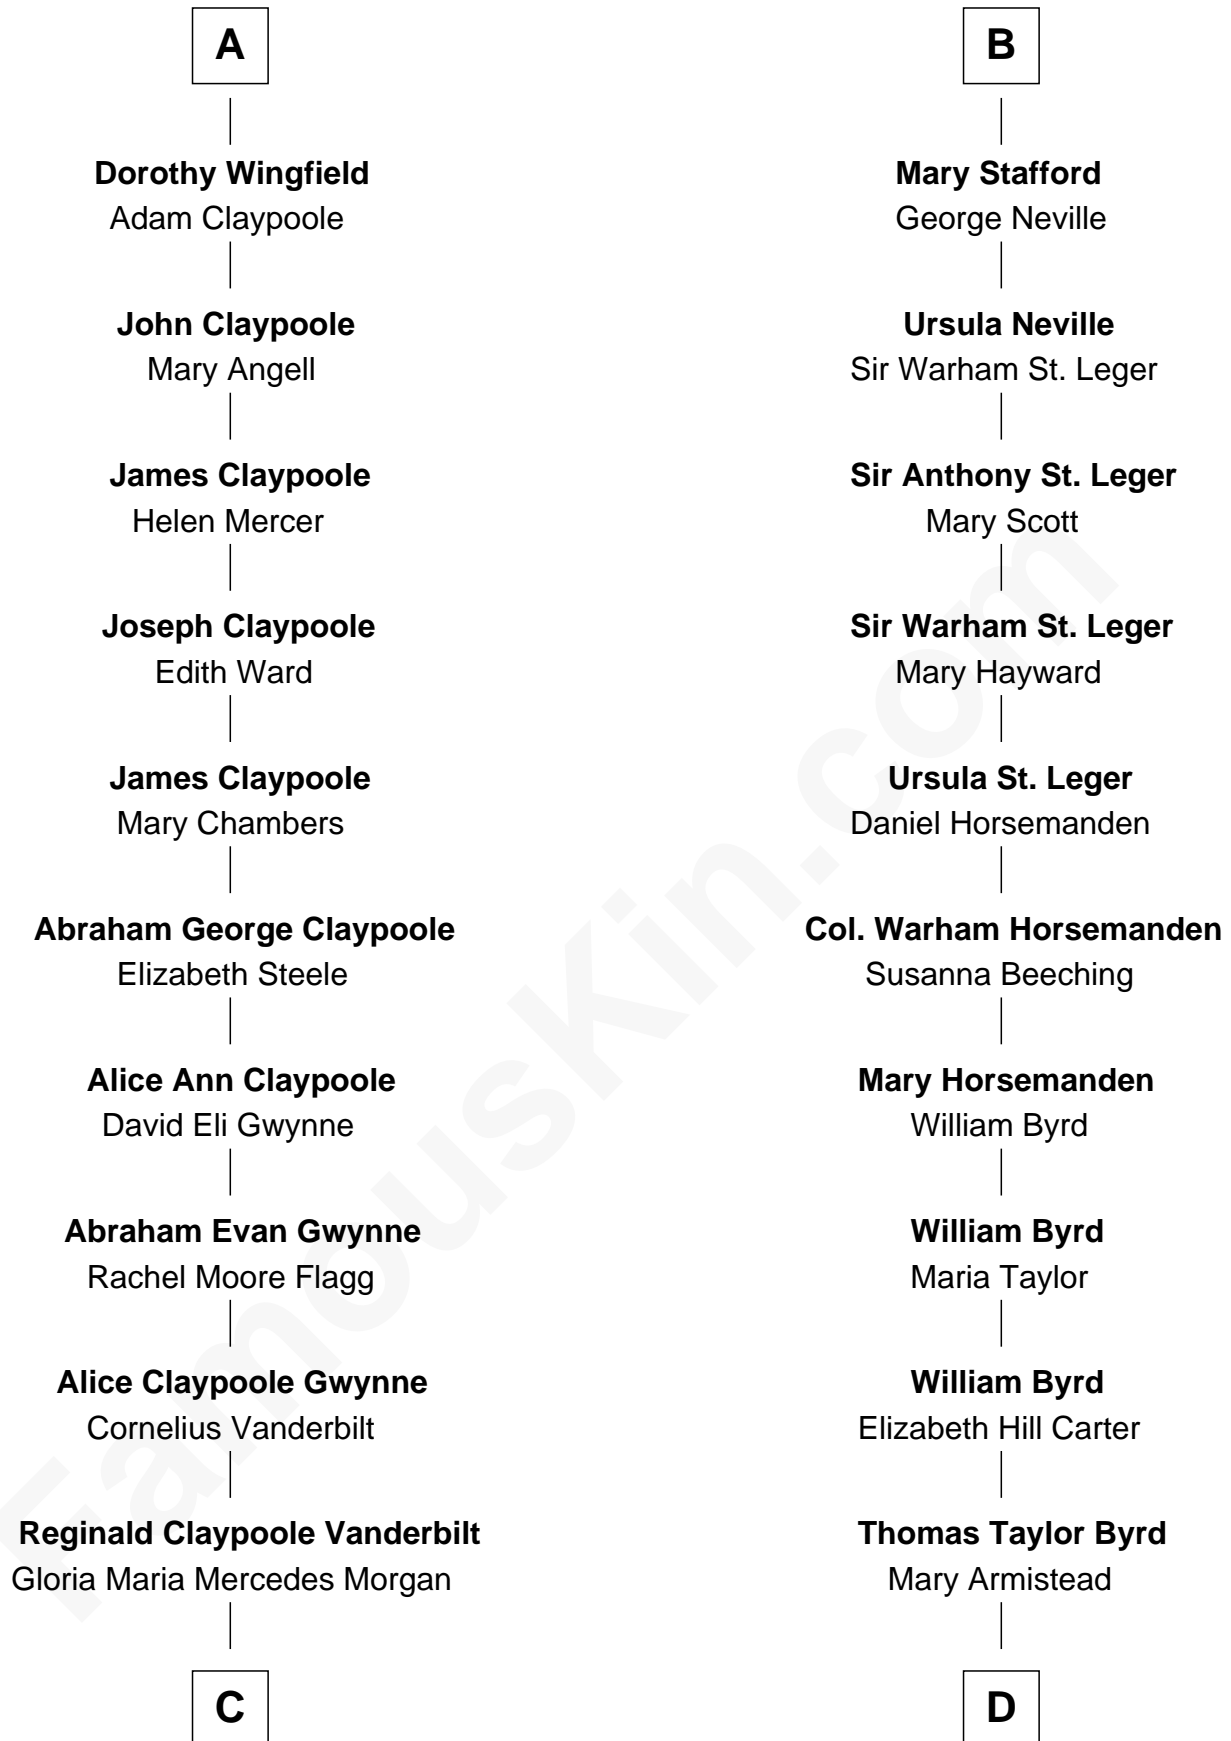 A
Dorothy Wingfield
Adam Claypoole
John Claypoole
Mary Angell
James Claypoole
Helen Mercer
Joseph Claypoole
Edith Ward
James Claypoole
Mary Chambers
Abraham George Claypoole
Elizabeth Steele
Alice Ann Claypoole
David Eli Gwynne
Abraham Evan Gwynne
Rachel Moore Flagg
Alice Claypoole Gwynne
Cornelius Vanderbilt
Reginald Claypoole Vanderbilt
Gloria Maria Mercedes Morgan
C
B
Mary Stafford
George Neville
Ursula Neville
Sir Warham St. Leger
Sir Anthony St. Leger
Mary Scott
Sir Warham St. Leger
Mary Hayward
Ursula St. Leger
Daniel Horsemanden
Col. Warham Horsemanden
Susanna Beeching
Mary Horsemanden
William Byrd
William Byrd
Maria Taylor
William Byrd
Elizabeth Hill Carter
Thomas Taylor Byrd
Mary Armistead
D
FamousKin.com